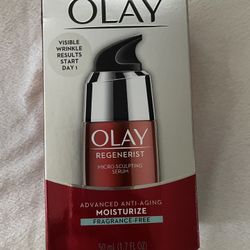 OLAY
VISIBLE
WRINKLE
RESULTS
START
DAY 1
OLAY
REGENERIST
MICRO-SCULPTING
SERUM
ADVANCED ANTI-AGING
MOISTURIZE
FRAGRANCE-FREE
50 ml (1.7 FL OZ)